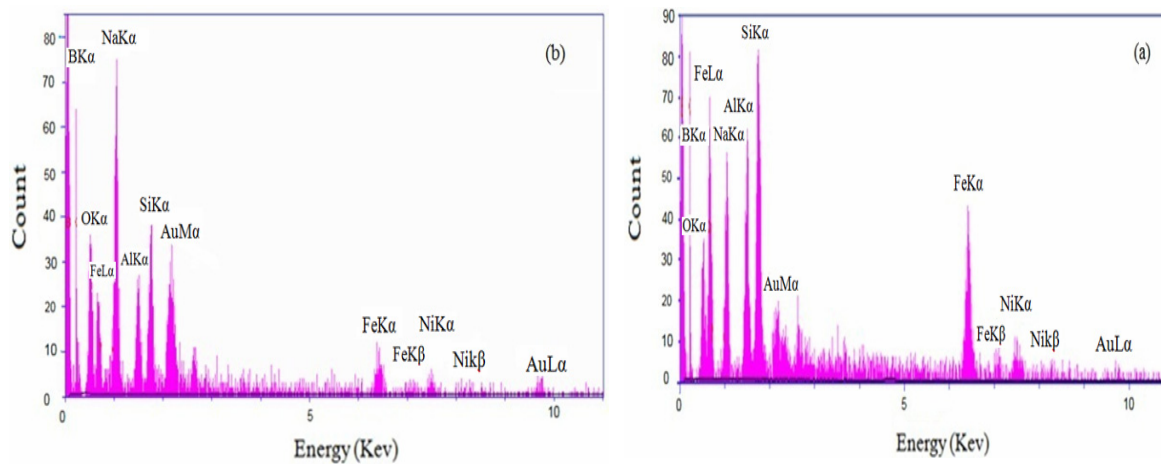 (b)
80
70
60
50
40
30
20
10
0
Count
BKα
NaKα
OKα
FeLα
AlKα
SiKα
AuMα
FeKα
FeKβ
NiKα
Nikβ
AuLα
0
5
10
Energy (Kev)
(a)
90
80
70
60
50
40
30
20
10
0
Count
SiKα
FeLα
AlKα
BKα
NaKα
OKα
AuMα
FeKα
FeKβ
NiKα
Nikβ
AuLα
0
5
10
Energy (Kev)